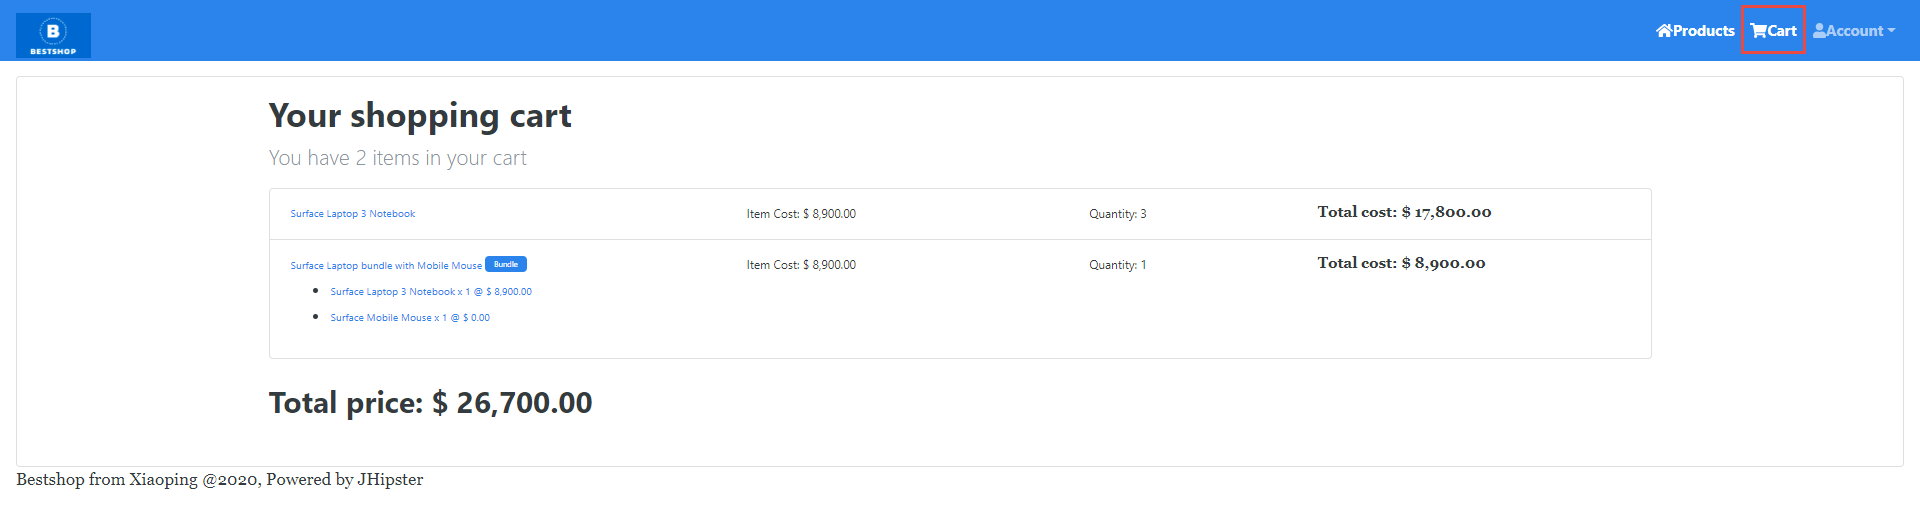 B
BESTSHOP
Products Cart Account
Your shopping cart
You have 2 items in your cart
Surface Laptop 3 Notebook Item Cost: $ 8,900.00 Quantity: 3 Total cost: $ 17,800.00
Surface Laptop bundle with Mobile Mouse Bundle Item Cost: $ 8,900.00 Quantity: 1 Total cost: $ 8,900.00
Surface Laptop 3 Notebook x 1 @ $ 8,900.00
Surface Mobile Mouse x 1 @ $ 0.00
Total price: $ 26,700.00
Bestshop from Xiaoping @2020, Powered by JHipster